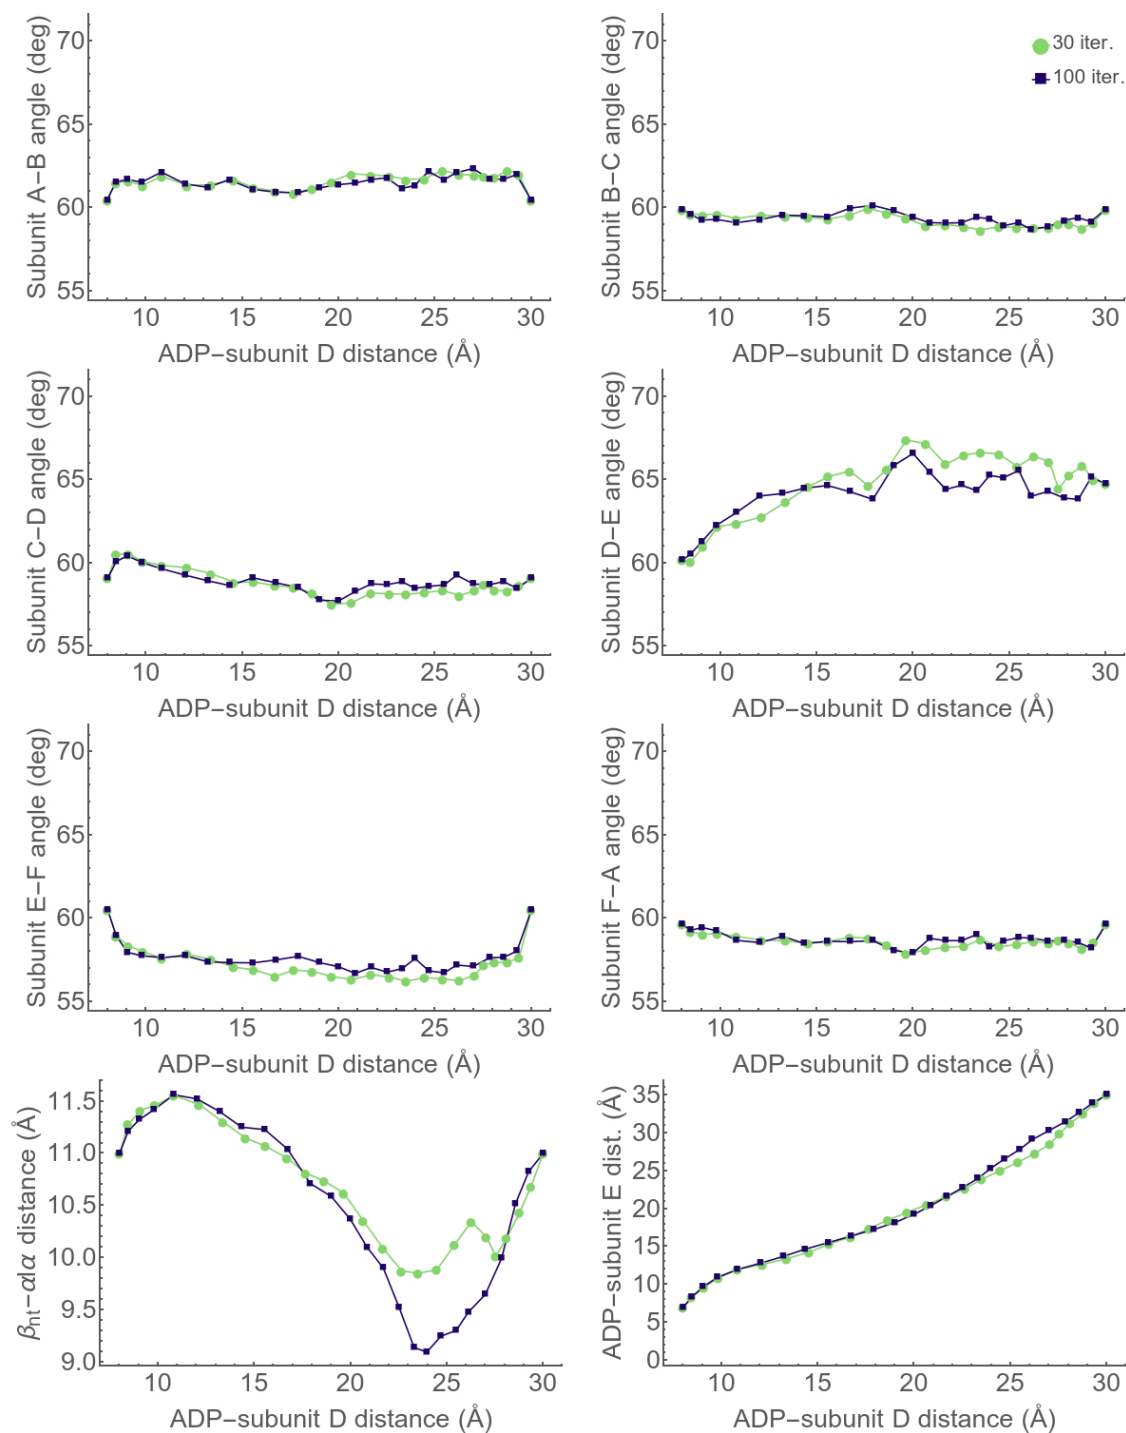 Subunit A−B angle (deg)
70
65
60
55
10 15 20 25 30
ADP−subunit D distance (Å)
Subunit B−C angle (deg)
70
65
60
55
30 iter.
100 iter.
10 15 20 25 30
ADP−subunit D distance (Å)
Subunit C−D angle (deg)
70
65
60
55
10 15 20 25 30
ADP−subunit D distance (Å)
Subunit D−E angle (deg)
70
65
60
55
10 15 20 25 30
ADP−subunit D distance (Å)
Subunit E−F angle (deg)
70
65
60
55
10 15 20 25 30
ADP−subunit D distance (Å)
Subunit F−A angle (deg)
70
65
60
55
10 15 20 25 30
ADP−subunit D distance (Å)
βnt−αlα distance (Å)
11.5
11.0
10.5
10.0
9.5
9.0
10 15 20 25 30
ADP−subunit D distance (Å)
ADP−subunit E dist. (Å)
35
30
25
20
15
10
5
0
10 15 20 25 30
ADP−subunit D distance (Å)